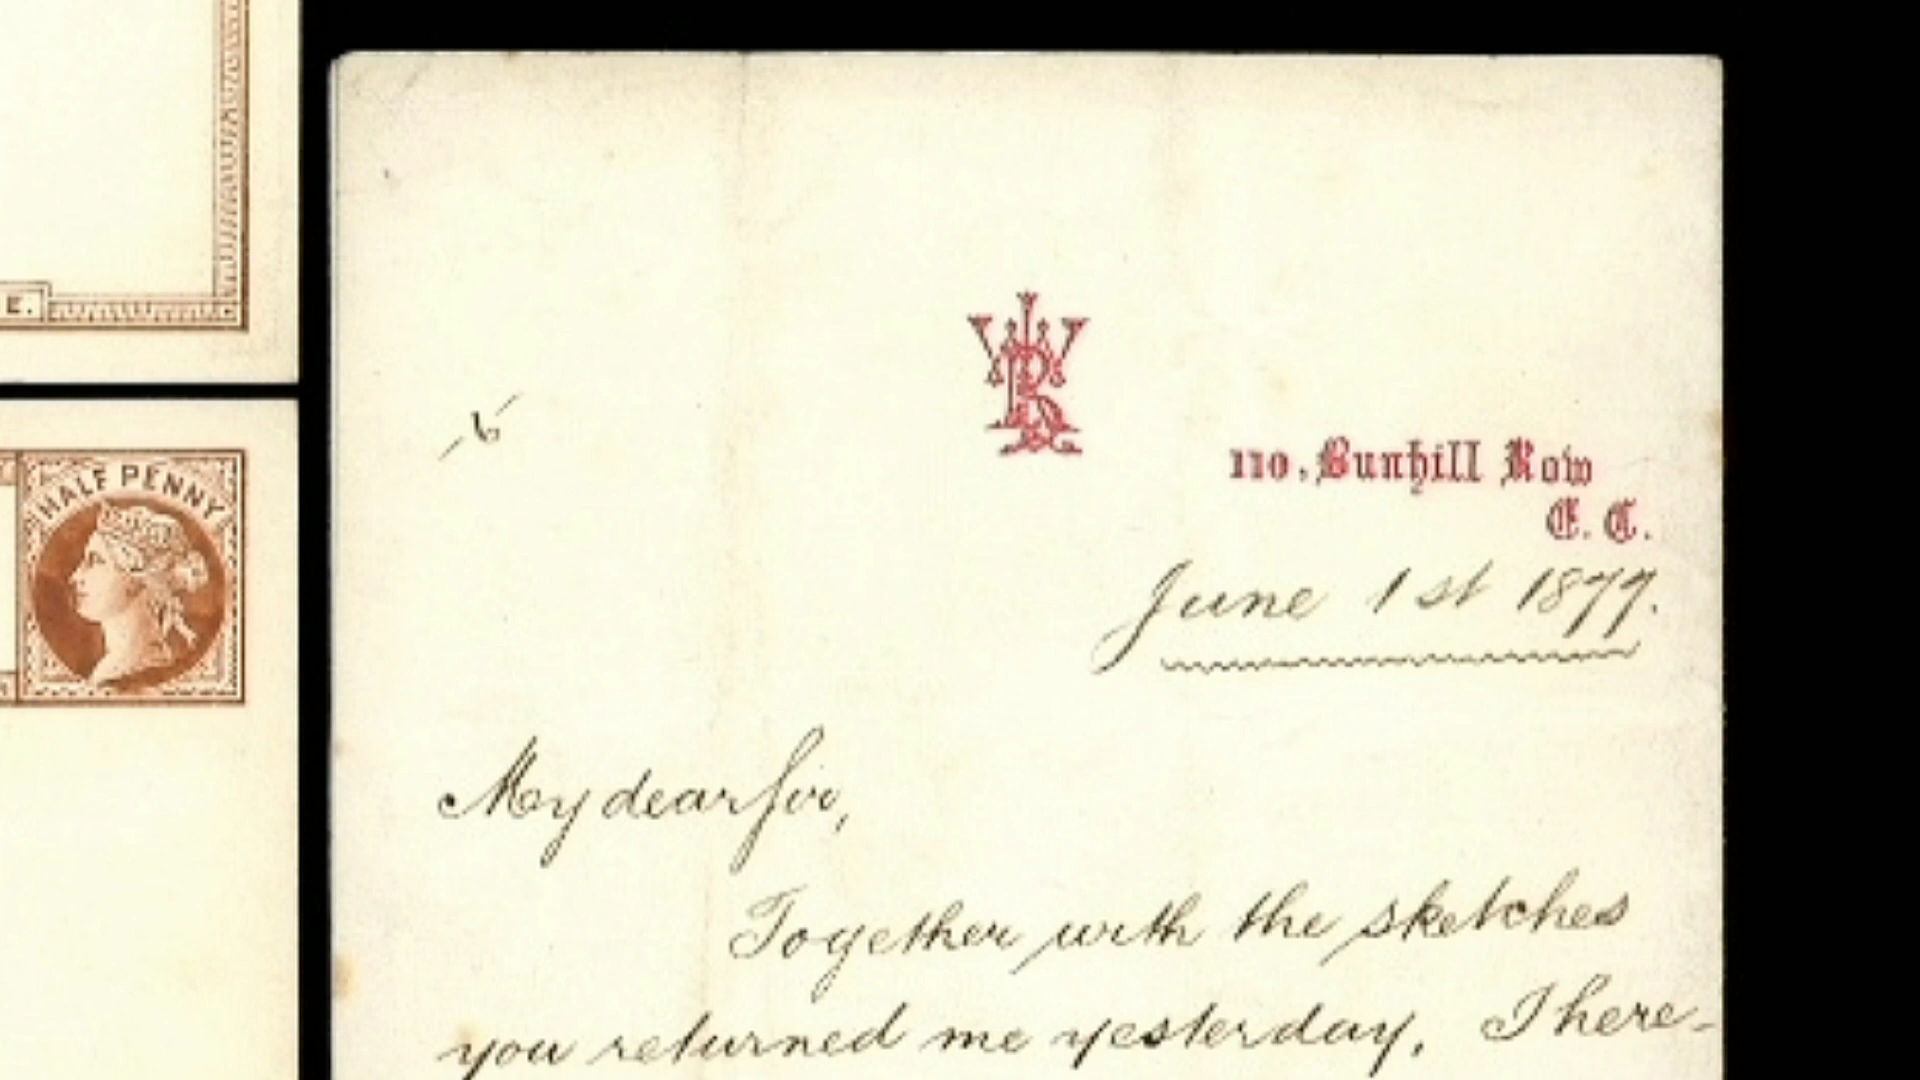 E.
HALF PENNY
110. Bunhill Row
E. C.
June 1st 1877.
My dear Sir,
Together with the sketches
you returned me yesterday, I here-